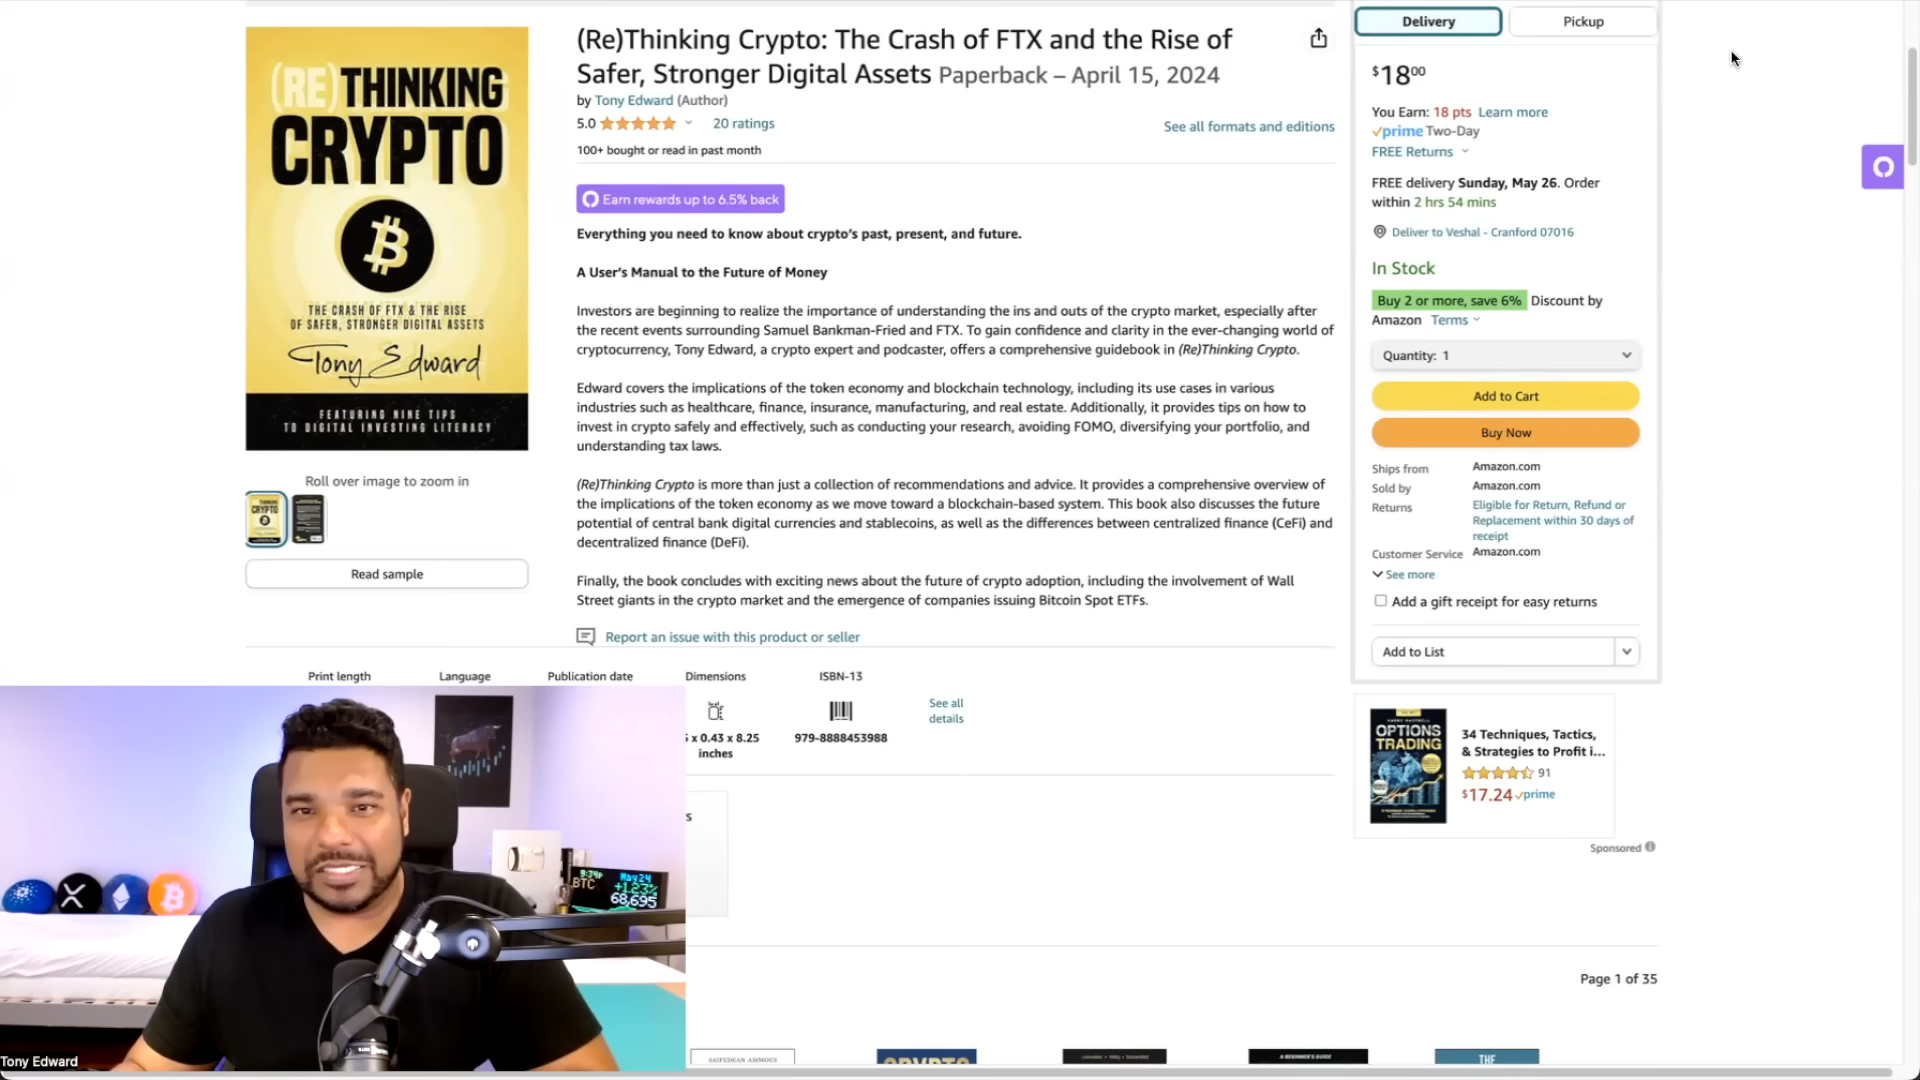 (RE)THINKING
CRYPTO
THE CRASH OF FTX & THE RISE
OF SAFER, STRONGER DIGITAL ASSETS
Tony Edward
FEATURING NINE TIPS
TO DIGITAL INVESTING LITERACY
Roll over image to zoom in
Read sample
(Re)Thinking Crypto: The Crash of FTX and the Rise of
Safer, Stronger Digital Assets Paperback – April 15, 2024
by Tony Edward (Author)
5.0
20 ratings
See all formats and editions
100+ bought or read in past month
Earn rewards up to 6.5% back
Everything you need to know about crypto's past, present, and future.
A User's Manual to the Future of Money
Investors are beginning to realize the importance of understanding the ins and outs of the crypto market, especially after
the recent events surrounding Samuel Bankman-Fried and FTX. To gain confidence and clarity in the ever-changing world of
cryptocurrency, Tony Edward, a crypto expert and podcaster, offers a comprehensive guidebook in (Re)Thinking Crypto.
Edward covers the implications of the token economy and blockchain technology, including its use cases in various
industries such as healthcare, finance, insurance, manufacturing, and real estate. Additionally, it provides tips on how to
invest in crypto safely and effectively, such as conducting your research, avoiding FOMO, diversifying your portfolio, and
understanding tax laws.
(Re)Thinking Crypto is more than just a collection of recommendations and advice. It provides a comprehensive overview of
the implications of the token economy as we move toward a blockchain-based system. This book also discusses the future
potential of central bank digital currencies and stablecoins, as well as the differences between centralized finance (CeFi) and
decentralized finance (DeFi).
Finally, the book concludes with exciting news about the future of crypto adoption, including the involvement of Wall
Street giants in the crypto market and the emergence of companies issuing Bitcoin Spot ETFs.
Report an issue with this product or seller
Print length
Language
Publication date
Dimensions
ISBN-13
x 0.43 x 8.25
inches
979-8888453988
See all
details
s
Delivery
Pickup
$1800
You Earn: 18 pts Learn more
prime Two-Day
FREE Returns
FREE delivery Sunday, May 26. Order
within 2 hrs 54 mins
Deliver to Veshal - Cranford 07016
In Stock
Buy 2 or more, save 6% Discount by
Amazon Terms
Quantity: 1
Add to Cart
Buy Now
Ships from Amazon.com
Sold by Amazon.com
Returns Eligible for Return, Refund or
Replacement within 30 days of
receipt
Customer Service Amazon.com
See more
Add a gift receipt for easy returns
Add to List
OPTIONS
TRADING
34 Techniques, Tactics,
& Strategies to Profit i...
91
$17.24 prime
Sponsored
Page 1 of 35
9:34P May24
BTC +1.23%
68,695
Tony Edward
SAIFEDEAN AMMOUS
CRYPTO
A BEGINNER'S GUIDE
THE